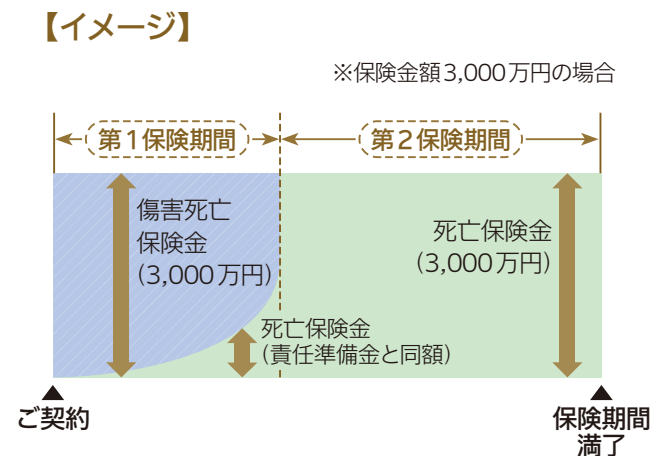 【イメージ】
※保険金額3,000万円の場合
第1保険期間
第2保険期間
傷害死亡
保険金
(3,000万円)
死亡保険金
(3,000万円)
死亡保険金
(責任準備金と同額)
ご契約
保険期間
満了